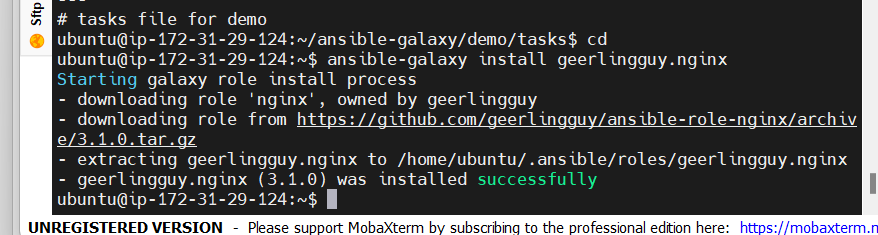 Sftp
# tasks file for demo
ubuntu@ip-172-31-29-124:~/ansible-galaxy/demo/tasks$ cd
ubuntu@ip-172-31-29-124:~$ ansible-galaxy install geerlingguy.nginx
Starting galaxy role install process
- downloading role 'nginx', owned by geerlingguy
- downloading role from https://github.com/geerlingguy/ansible-role-nginx/archiv
e/3.1.0.tar.gz
- extracting geerlingguy.nginx to /home/ubuntu/.ansible/roles/geerlingguy.nginx
- geerlingguy.nginx (3.1.0) was installed successfully
ubuntu@ip-172-31-29-124:~$
UNREGISTERED VERSION - Please support MobaXterm by subscribing to the professional edition here: https://mobaxterm.n